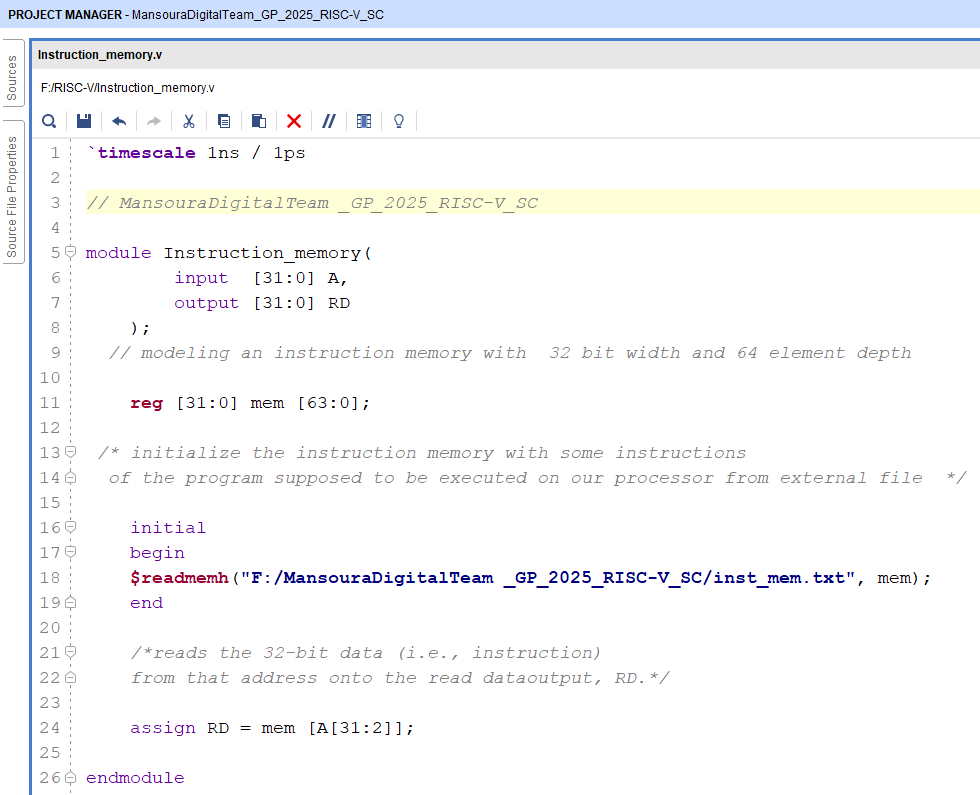 PROJECT MANAGER - MansouraDigitalTeam_GP_2025_RISC-V_SC
Sources
Source File Properties
Instruction_memory.v
F:/RISC-V/Instruction_memory.v
1 `timescale 1ns / 1ps
2
3 // MansouraDigitalTeam _GP_2025_RISC-V_SC
4
5 module Instruction_memory(
6 input [31:0] A,
7 output [31:0] RD
8 );
9 // modeling an instruction memory with 32 bit width and 64 element depth
10
11 reg [31:0] mem [63:0];
12
13 /* initialize the instruction memory with some instructions
14 of the program supposed to be executed on our processor from external file */
15
16 initial
17 begin
18 $readmemh("F:/MansouraDigitalTeam _GP_2025_RISC-V_SC/inst_mem.txt", mem);
19 end
20
21 /*reads the 32-bit data (i.e., instruction)
22 from that address onto the read dataoutput, RD.*/
23
24 assign RD = mem [A[31:2]];
25
26 endmodule